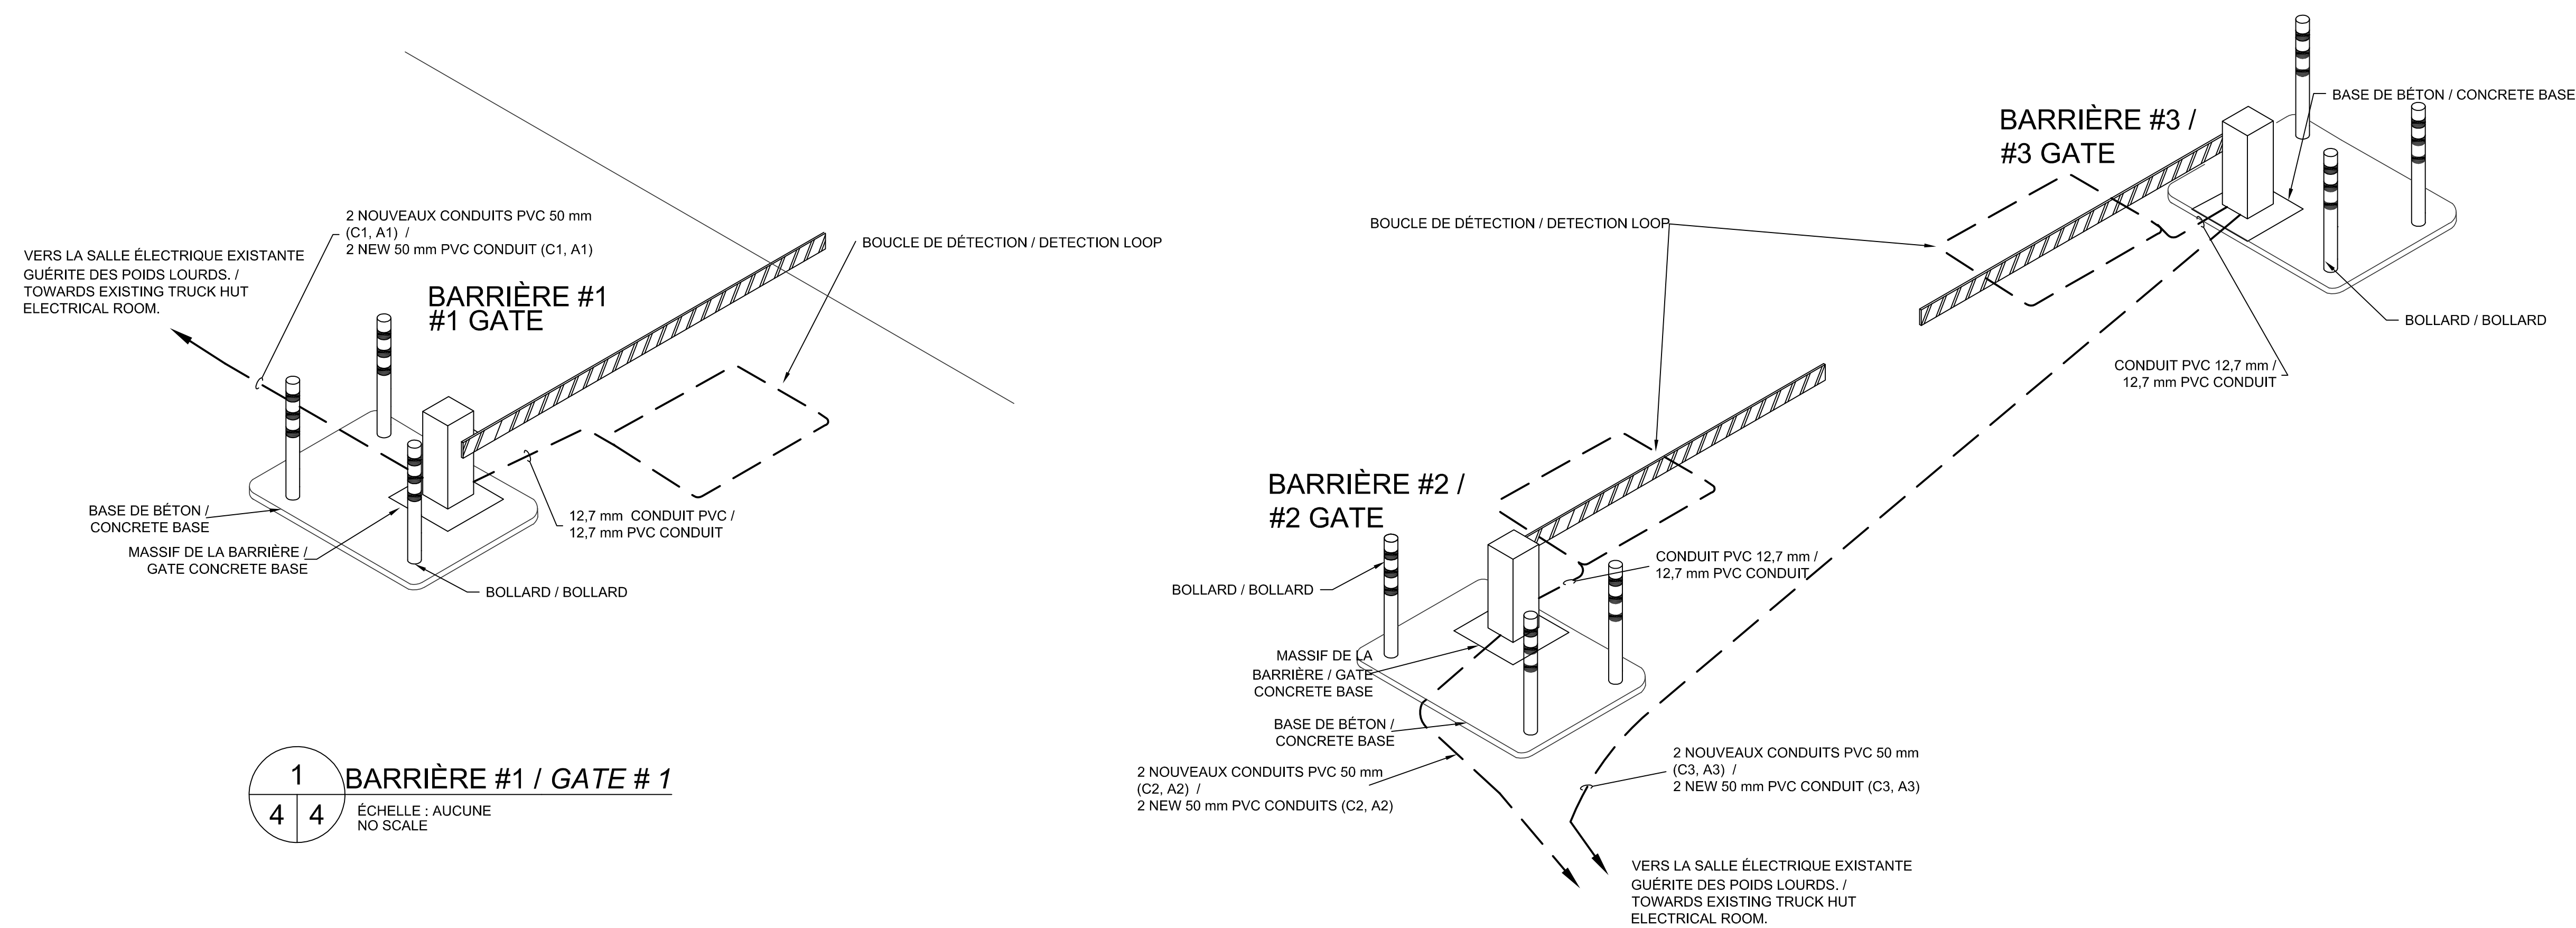 2 NOUVEAUX CONDUITS PVC 50 mm
(C1, A1) /
2 NEW 50 mm PVC CONDUIT (C1, A1)
VERS LA SALLE ÉLECTRIQUE EXISTANTE
GUÉRITE DES POIDS LOURDS. /
TOWARDS EXISTING TRUCK HUT
ELECTRICAL ROOM.
BARRIÈRE #1
#1 GATE
BOUCLE DE DÉTECTION / DETECTION LOOP
BASE DE BÉTON /
CONCRETE BASE
MASSIF DE LA BARRIÈRE /
GATE CONCRETE BASE
12,7 mm CONDUIT PVC /
12,7 mm PVC CONDUIT
BOLLARD / BOLLARD
1
4 4
BARRIÈRE #1 / GATE # 1
ÉCHELLE : AUCUNE
NO SCALE
BARRIÈRE #3 /
#3 GATE
BASE DE BÉTON / CONCRETE BASE
BOUCLE DE DÉTECTION / DETECTION LOOP
BOLLARD / BOLLARD
CONDUIT PVC 12,7 mm /
12,7 mm PVC CONDUIT
BARRIÈRE #2 /
#2 GATE
CONDUIT PVC 12,7 mm /
12,7 mm PVC CONDUIT
BOLLARD / BOLLARD
MASSIF DE LA
BARRIÈRE / GATE
CONCRETE BASE
BASE DE BÉTON /
CONCRETE BASE
2 NOUVEAUX CONDUITS PVC 50 mm
(C2, A2) /
2 NEW 50 mm PVC CONDUITS (C2, A2)
2 NOUVEAUX CONDUITS PVC 50 mm
(C3, A3) /
2 NEW 50 mm PVC CONDUIT (C3, A3)
VERS LA SALLE ÉLECTRIQUE EXISTANTE
GUÉRITE DES POIDS LOURDS. /
TOWARDS EXISTING TRUCK HUT
ELECTRICAL ROOM.